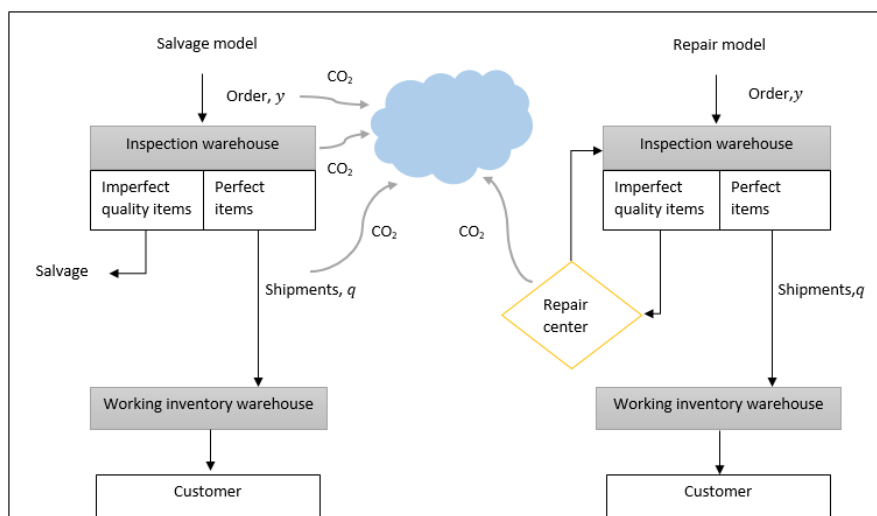 Salvage model
CO2
Order, y
Inspection warehouse
CO2
Imperfect
quality items
Perfect
items
CO2
Salvage
Shipments, q
Working inventory warehouse
Customer
Repair model
Order,y
Inspection warehouse
Imperfect
quality items
Perfect
items
CO2
Repair
center
Shipments,q
Working inventory warehouse
Customer